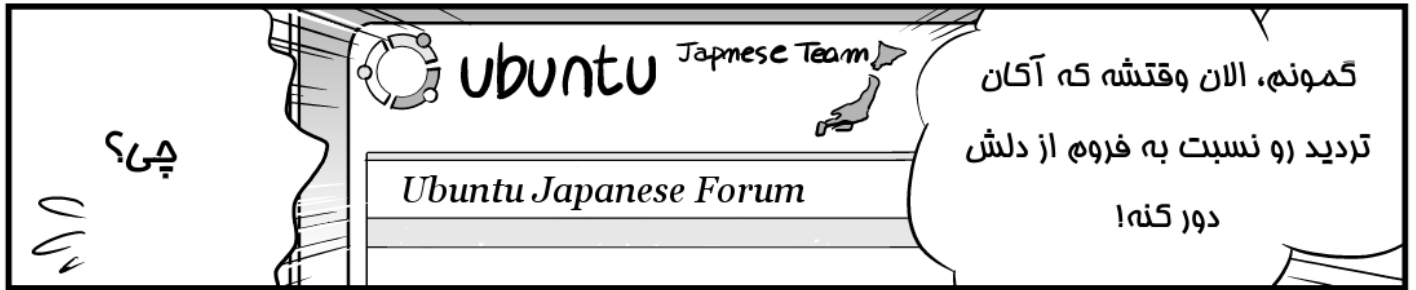 گمونم، الان وقتشه که آکان
تردید رو نسبت به فروم از دلش
دور کنه!
ubuntu Japanese Team
Ubuntu Japanese Forum
چی؟